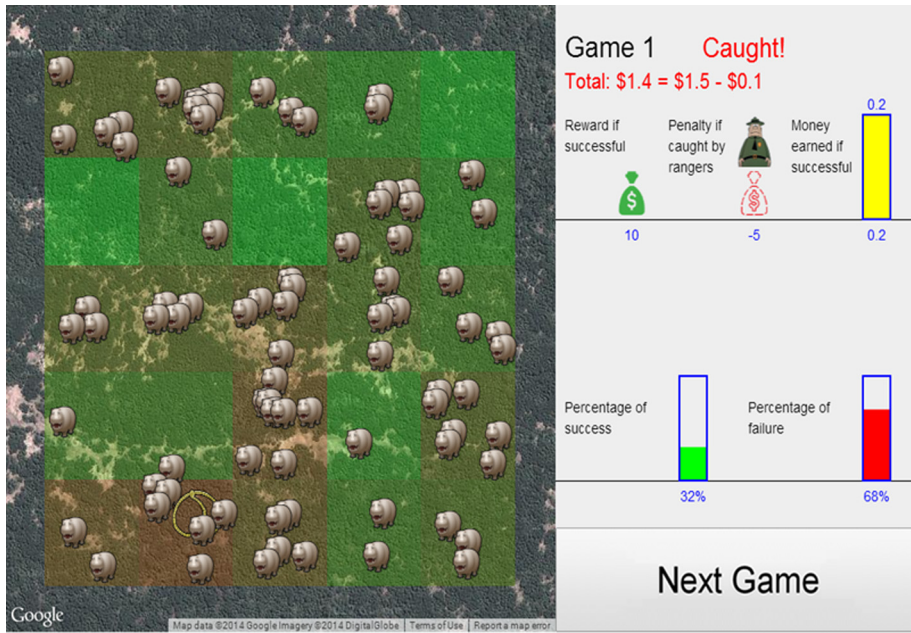 Game 1 Caught!
Total: $1.4 = $1.5 - $0.1
Reward if
successful
Penalty if
caught by
rangers
Money
earned if
successful
0.2
$
$
10
-5
0.2
Percentage of
success
Percentage of
failure
32%
68%
Next Game
Google
Map data ©2014 Google Imagery ©2014 DigitalGlobe
Terms of Use
Report a map error